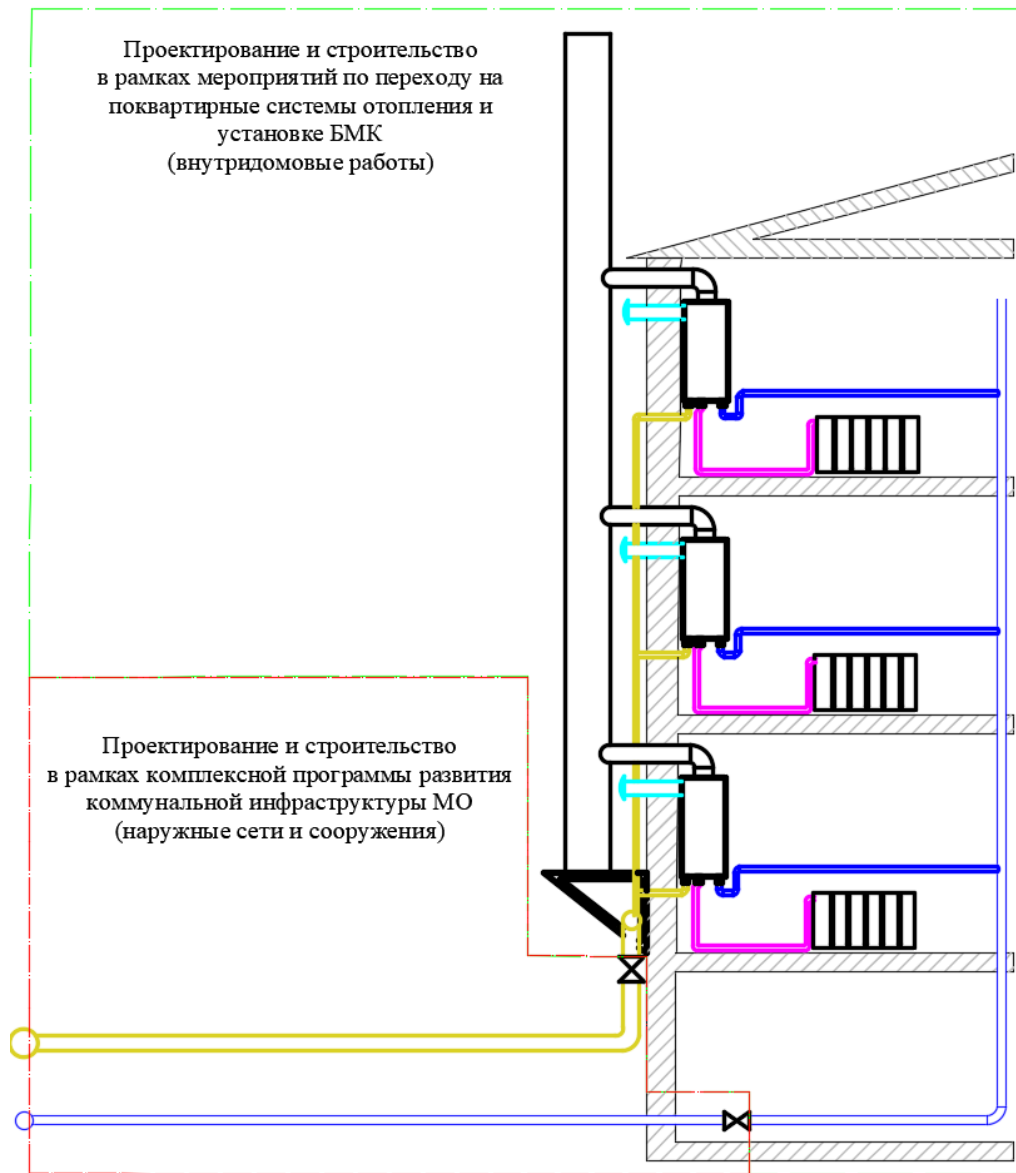 Проектирование и строительство
в рамках мероприятий по переходу на
поквартирные системы отопления и
установке БМК
(внутридомовые работы)
Проектирование и строительство
в рамках комплексной программы развития
коммунальной инфраструктуры МО
(наружные сети и сооружения)